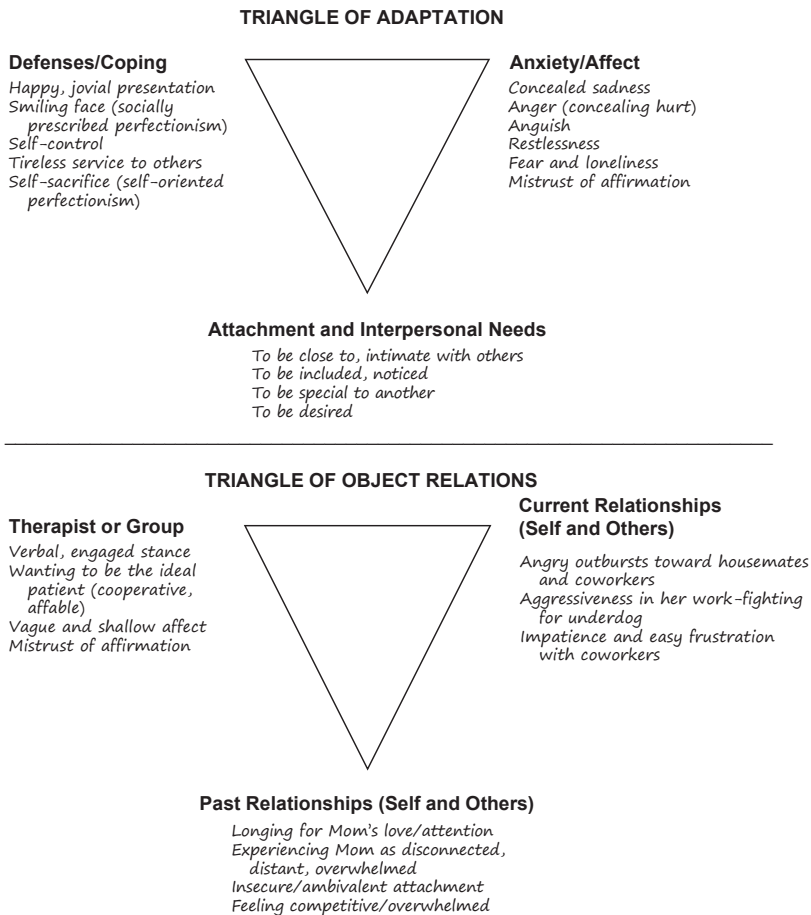 TRIANGLE OF ADAPTATION
Defenses/Coping
Happy, jovial presentation
Smiling face (socially
prescribed perfectionism)
Self-control
Tireless service to others
Self-sacrifice (self-oriented
perfectionism)
Anxiety/Affect
Concealed sadness
Anger (concealing hurt)
Anguish
Restlessness
Fear and loneliness
Mistrust of affirmation
Attachment and Interpersonal Needs
To be close to, intimate with others
To be included, noticed
To be special to another
To be desired
TRIANGLE OF OBJECT RELATIONS
Therapist or Group
Verbal, engaged stance
Wanting to be the ideal
patient (cooperative,
affable)
Vague and shallow affect
Mistrust of affirmation
Current Relationships
(Self and Others)
Angry outbursts toward housemates
and coworkers
Aggressiveness in her work-fighting
for underdog
Impatience and easy frustration
with coworkers
Past Relationships (Self and Others)
Longing for Mom's love/attention
Experiencing Mom as disconnected,
distant, overwhelmed
Insecure/ambivalent attachment
Feeling competitive/overwhelmed